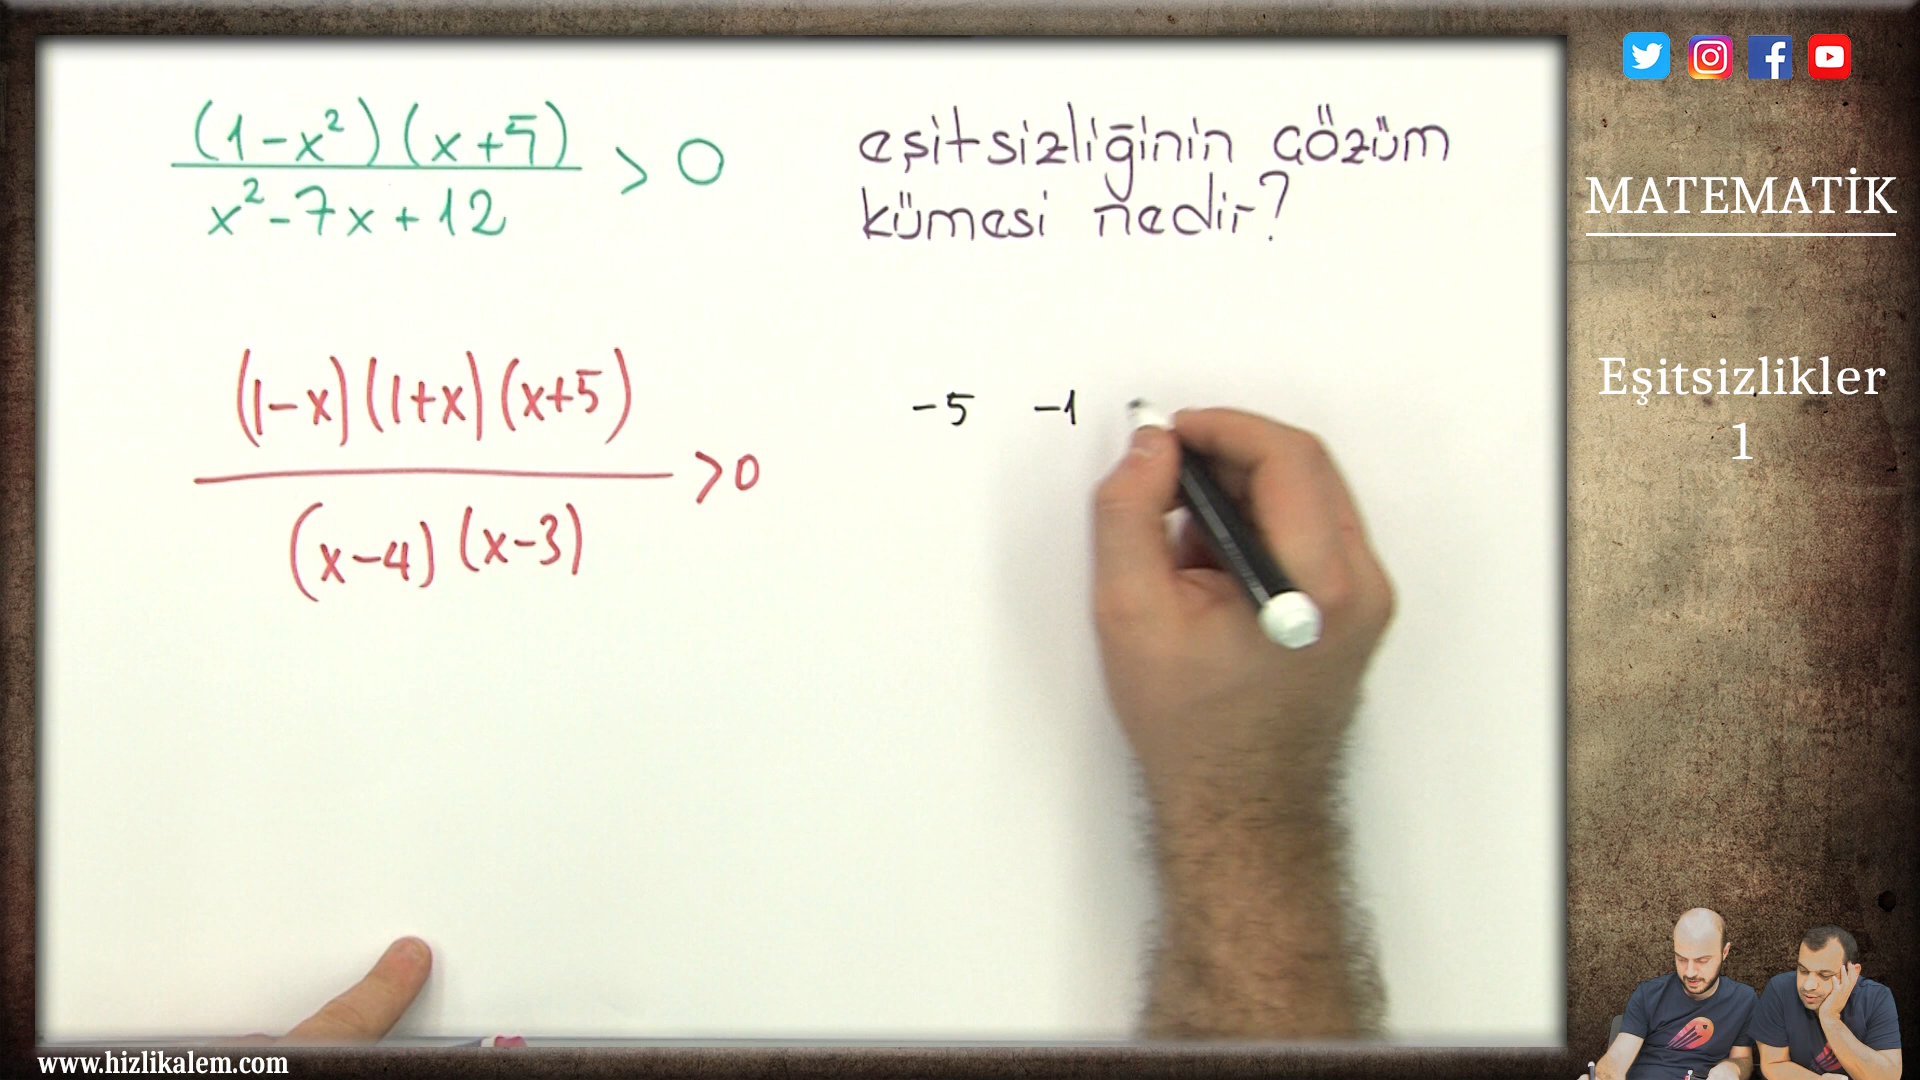 (1-x²)(x+5)
x²-7x+12
> 0
eşitsizliğinin çözüm
kümesi nedir?
(1-x)(1+x)(x+5)
(x-4)(x-3)
>0
-5 -1
MATEMATİK
Eşitsizlikler
1
www.hizlikalem.com